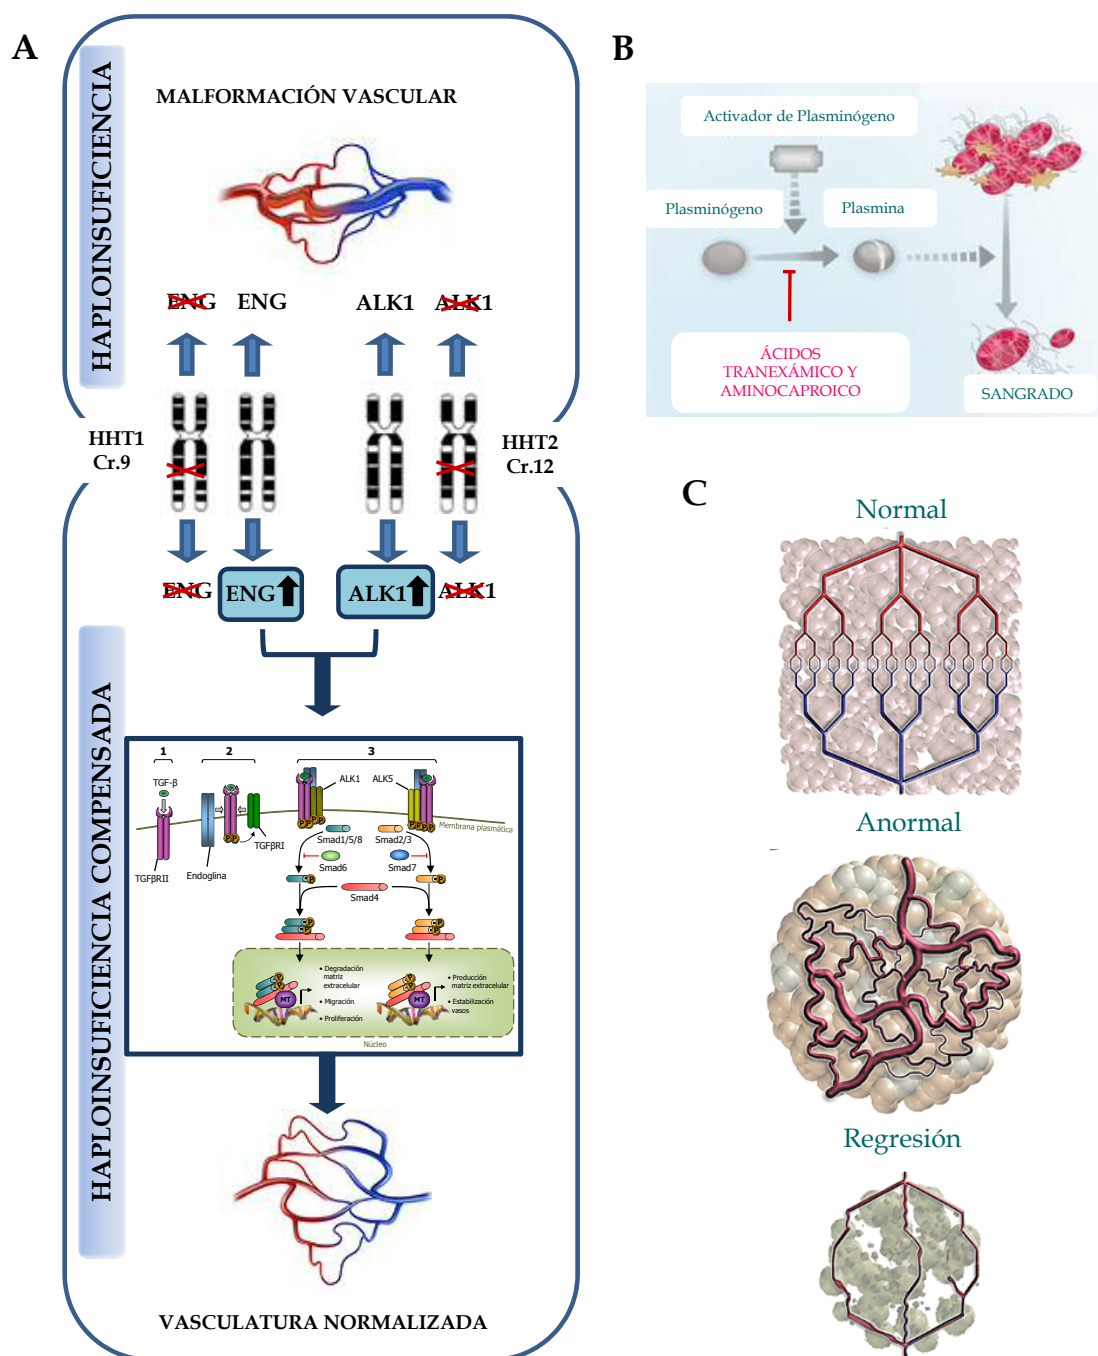 A
HAPLOINSUFICIENCIA
MALFORMACIÓN VASCULAR
ENG
ENG
ALK1
ALK1
HHT1
Cr.9
HHT2
Cr.12
ENG
ENG
ALK1
ALK1
HAPLOINSUFICIENCIA COMPENSADA
1
2
3
TGF-β
ALK1
ALK5
Membrana plasmática
P
P
P
P
P
P
P
P
TGFβRI
TGFβRII
Endoglina
Smad1/5/8
Smad2/3
Smad6
Smad7
P
P
Smad4
P
P
P
P
P
P
P
P
MT
MT
• Degradación
matriz
extracelular
• Migración
• Proliferación
• Producción
matriz extracelular
• Estabilización
vasos
Núcleo
VASCULATURA NORMALIZADA
B
Activador de Plasminógeno
Plasminógeno
Plasmina
ÁCIDOS
TRANEXÁMICO Y
AMINOCAPROICO
SANGRADO
C
Normal
Anormal
Regresión